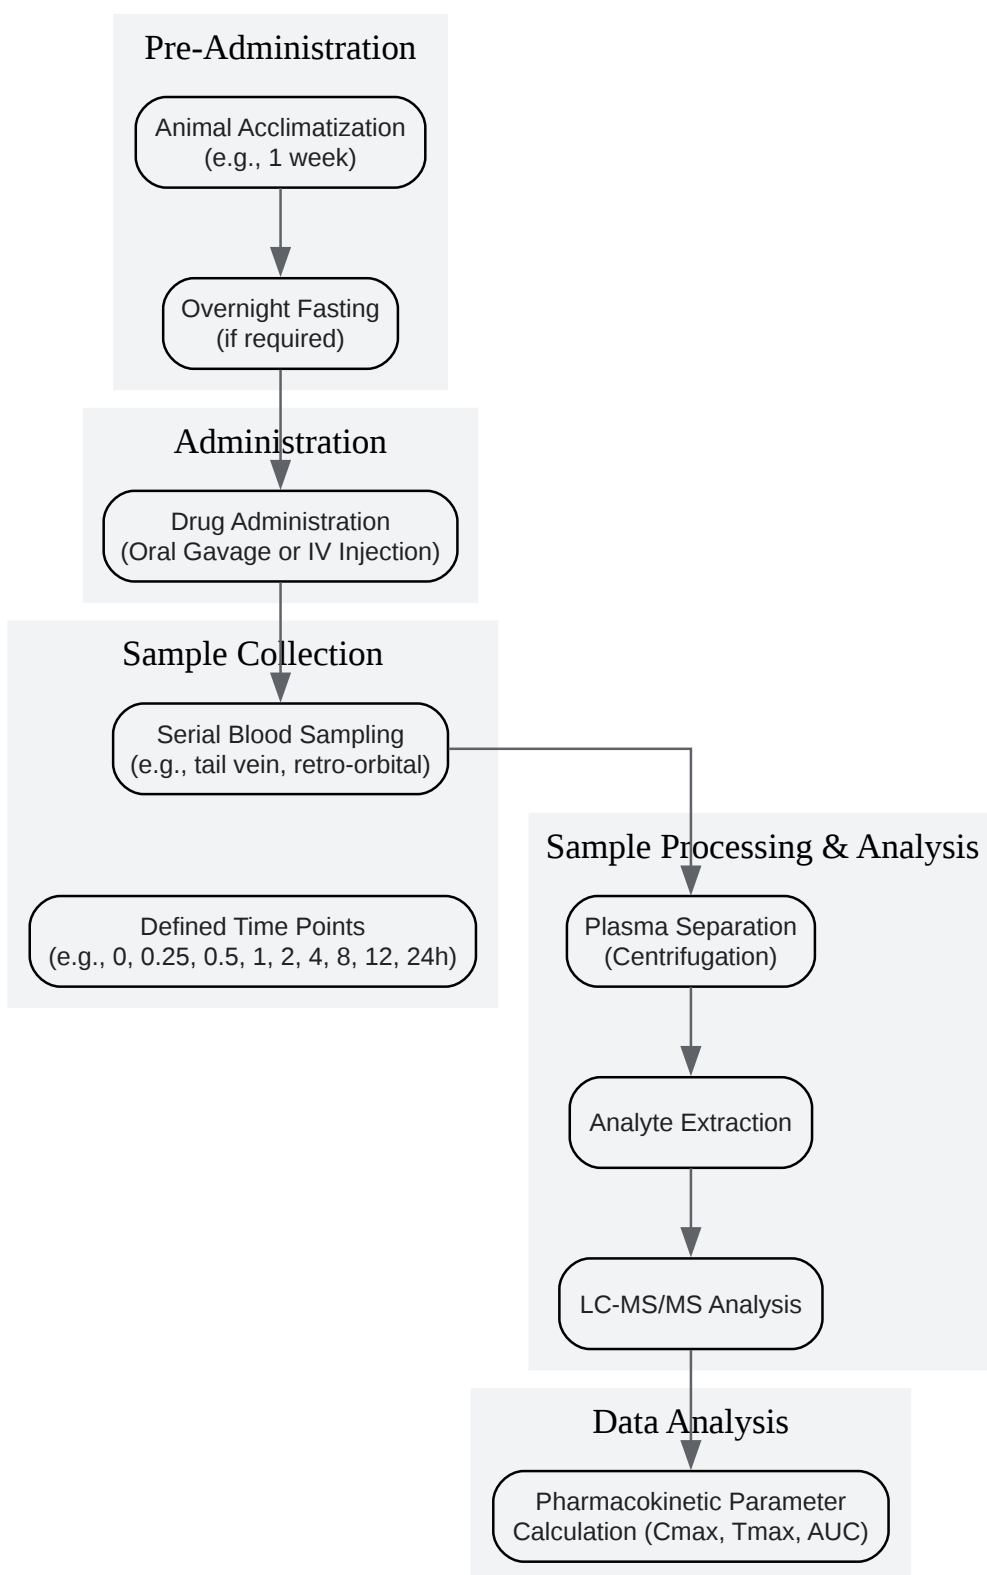 Pre-Administration
Animal Acclimatization
(e.g., 1 week)
Overnight Fasting
(if required)
Administration
Drug Administration
(Oral Gavage or IV Injection)
Sample Collection
Serial Blood Sampling
(e.g., tail vein, retro-orbital)
Defined Time Points
(e.g., 0, 0.25, 0.5, 1, 2, 4, 8, 12, 24h)
Sample Processing & Analysis
Plasma Separation
(Centrifugation)
Analyte Extraction
LC-MS/MS Analysis
Data Analysis
Pharmacokinetic Parameter
Calculation (Cmax, Tmax, AUC)